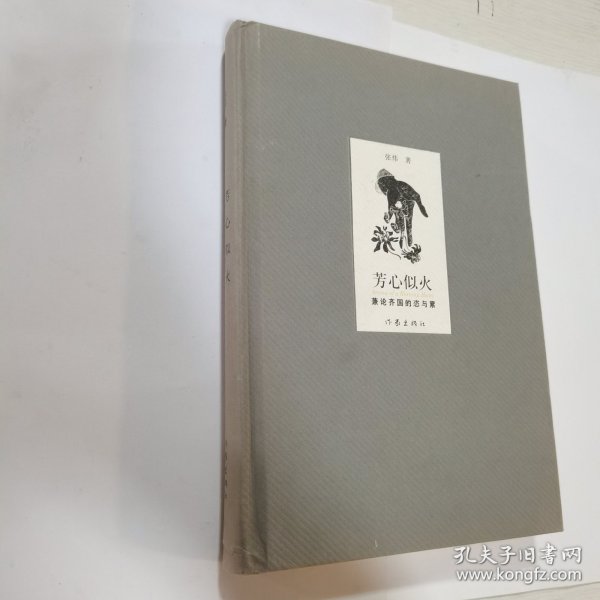 张炜 著
芳心似火
兼论齐国的恣与累
作家出版社
芳心似火
孔夫子旧书网
www.kongfz.com